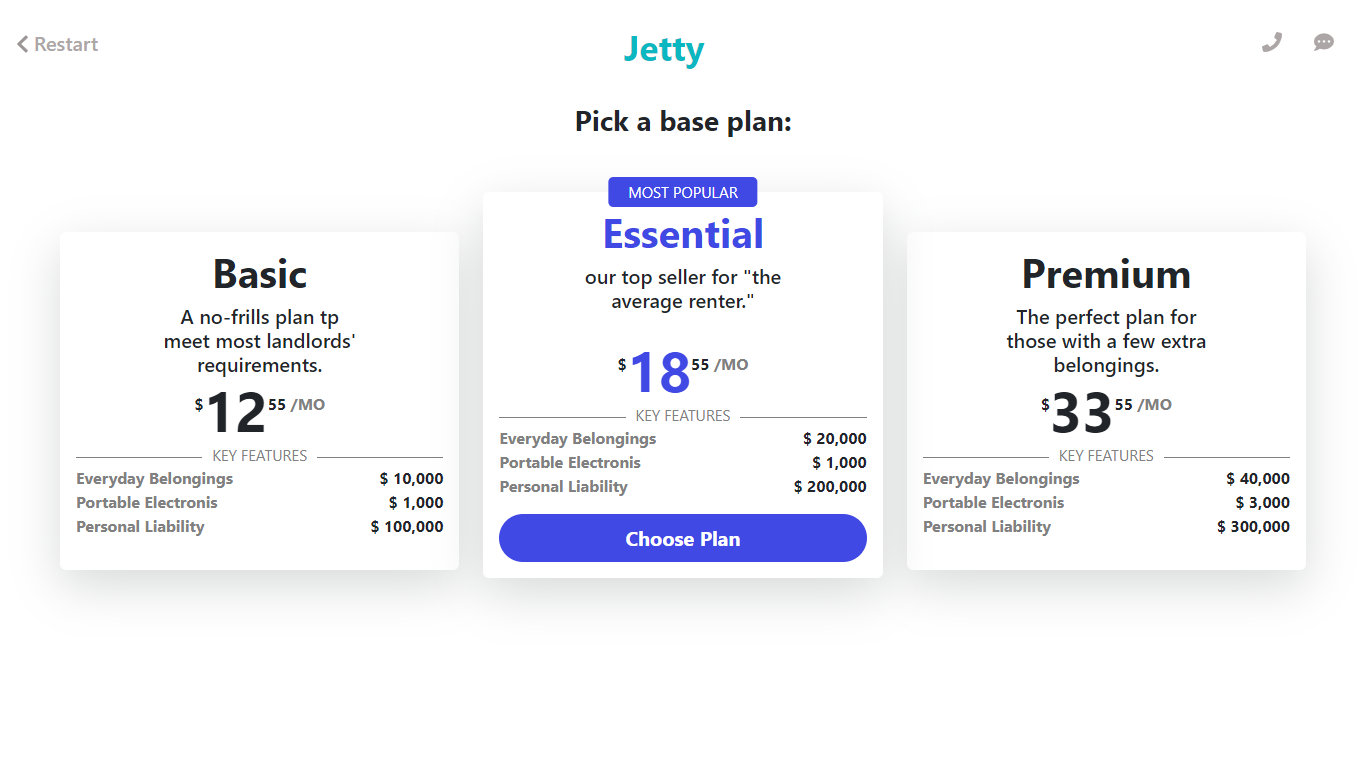 Restart
Jetty
Pick a base plan:
Basic
A no-frills plan tp
meet most landlords'
requirements.
$ 12 55 /MO
KEY FEATURES
Everyday Belongings $ 10,000
Portable Electronis $ 1,000
Personal Liability $ 100,000
MOST POPULAR
Essential
our top seller for "the
average renter."
$ 18 55 /MO
KEY FEATURES
Everyday Belongings $ 20,000
Portable Electronis $ 1,000
Personal Liability $ 200,000
Choose Plan
Premium
The perfect plan for
those with a few extra
belongings.
$ 33 55 /MO
KEY FEATURES
Everyday Belongings $ 40,000
Portable Electronis $ 3,000
Personal Liability $ 300,000